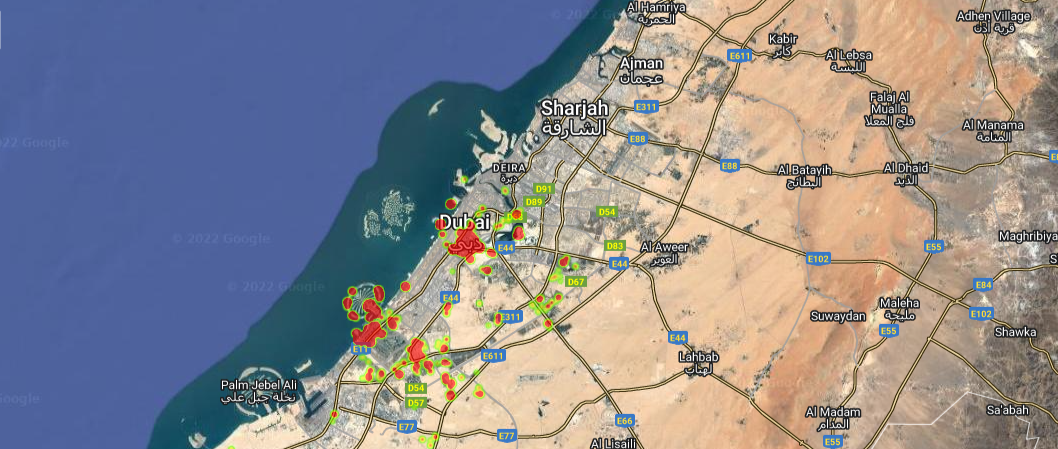 © 2022 Google
Al Hamriya
الحمرية
Adhen Village
قرية أذن
Kabir
كابر
E611
Al Lebsa
اللبسة
Ajman
عجمان
Falaj Al
Mualla
فلج المعلا
E311
Sharjah
الشارقة
Al Manama
المنامة
E88
2022 Google
DEIRA
ديرة
E88
Al Batayih
البطائح
Al Dhaid
الذيد
D91
D89
D54
Dubai
دبي
© 2022 Google
E44
D83
Al Aweer
العوير
E44
E102
E55
Maghribiya
D67
© 2022 Google
E84
E44
Maleha
مليحة
E102
E311
Suwaydan
E55
Shawka
E11
E44
E611
Lahbab
لهباب
Palm Jebel Ali
نخلة جبل علي
D54
D57
Google
Sa'abah
Al Madam
المدام
E66
E77
E77
E55
Al Lisaili